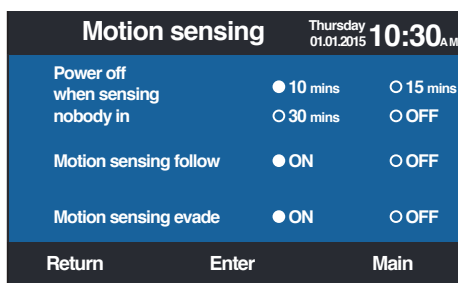 Motion sensing Thursday 01.01.2015 10:30AM
Power off
when sensing
nobody in
10 mins 15 mins
30 mins OFF
Motion sensing follow ON OFF
Motion sensing evade ON OFF
Return Enter Main